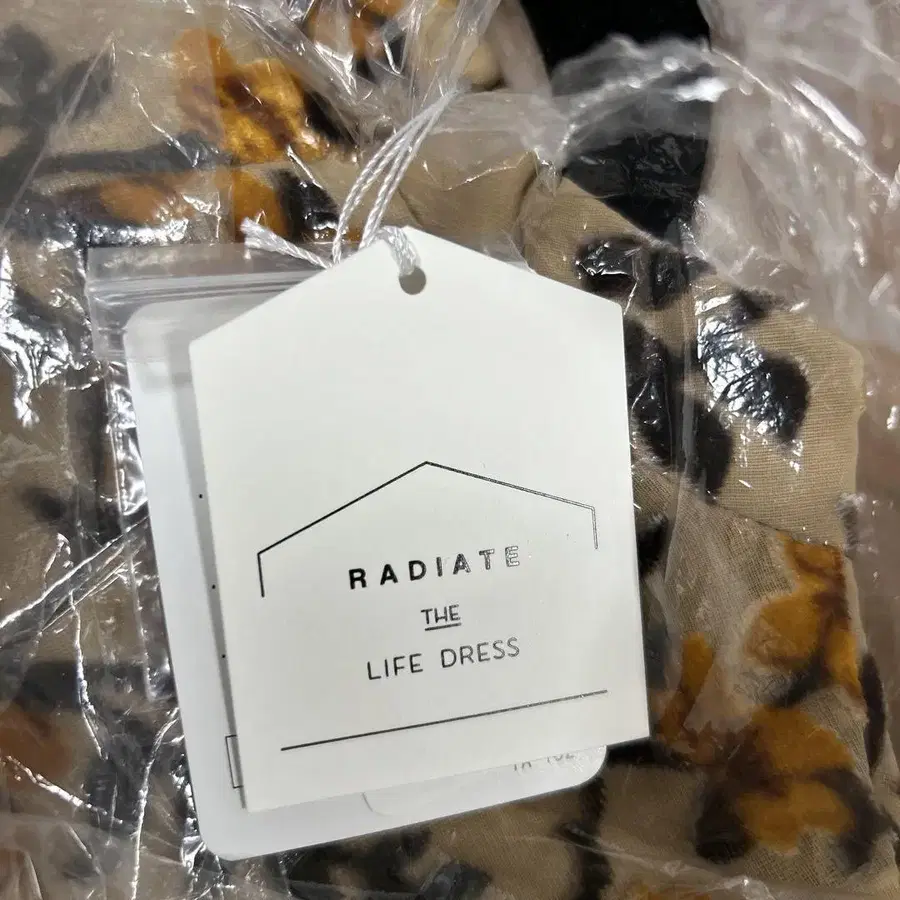 RADIATE
THE
LIFE DRESS